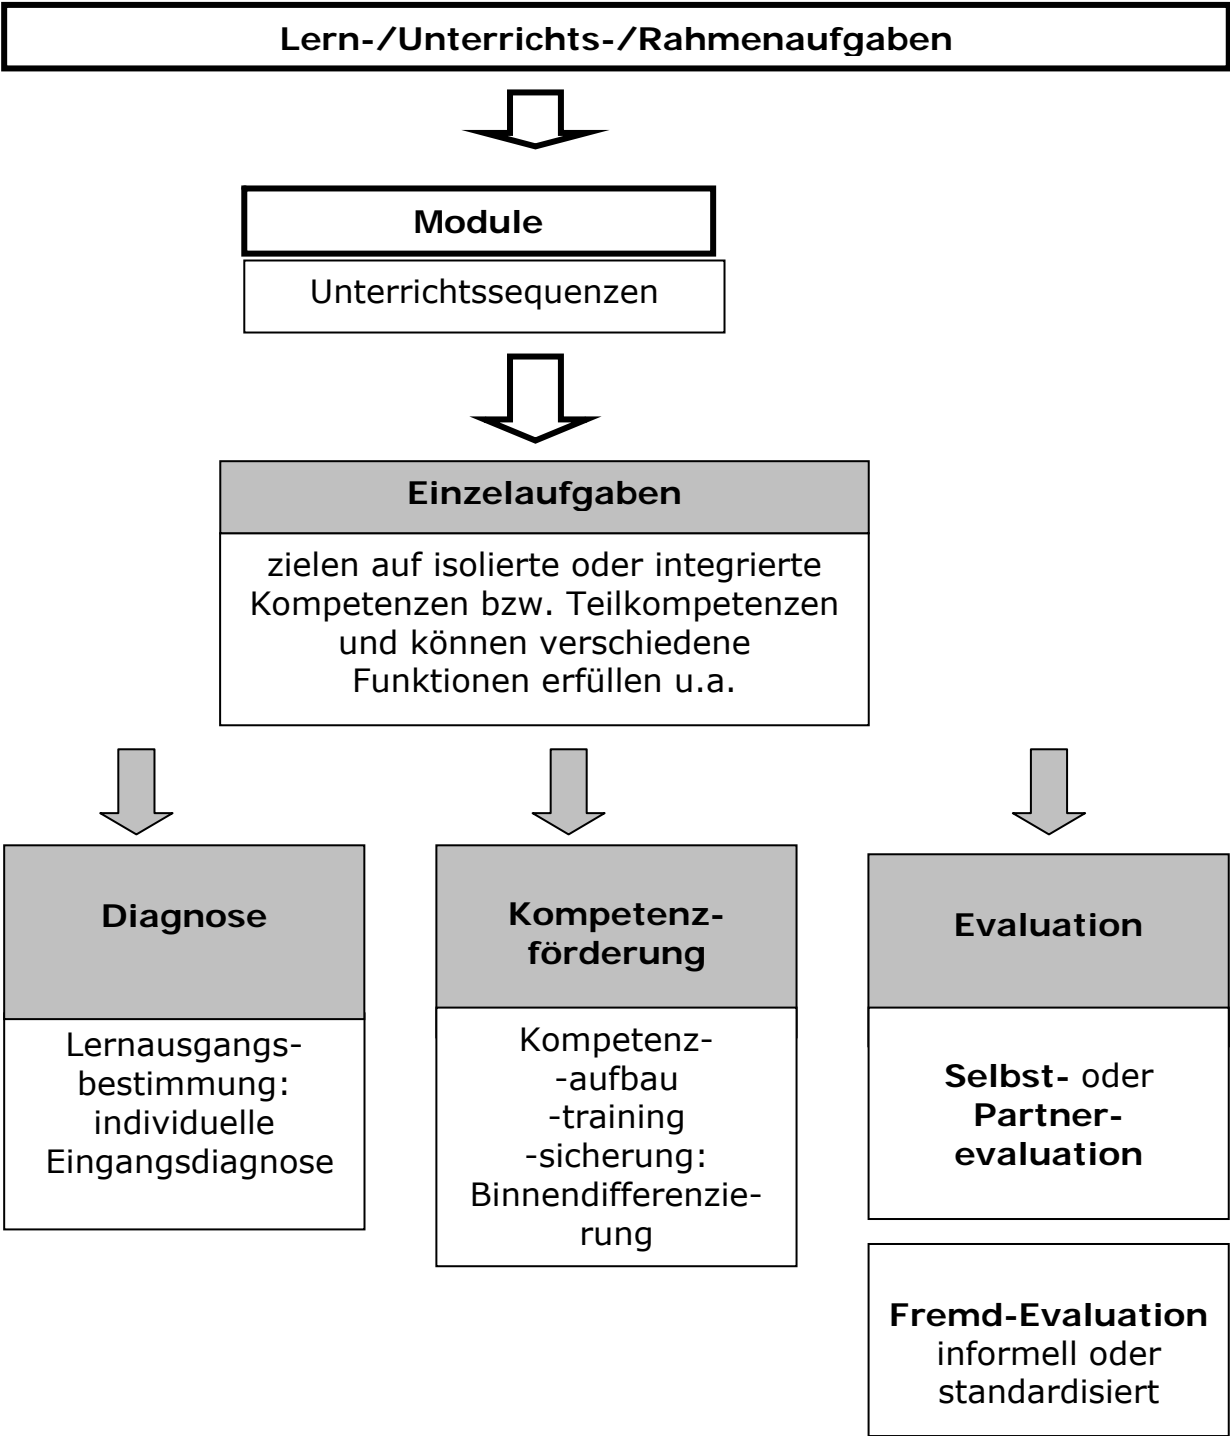 Lern-/Unterrichts-/Rahmenaufgaben
Module
Unterrichtssequenzen
Einzelaufgaben
zielen auf isolierte oder integrierte
Kompetenzen bzw. Teilkompetenzen
und können verschiedene
Funktionen erfüllen u.a.
Diagnose
Lernausgangs-
bestimmung:
individuelle
Eingangsdiagnose
Kompetenz-
förderung
Kompetenz-
-aufbau
-training
-sicherung:
Binnendifferenzie-
rung
Evaluation
Selbst- oder
Partner-
evaluation
Fremd-Evaluation
informell oder
standardisiert